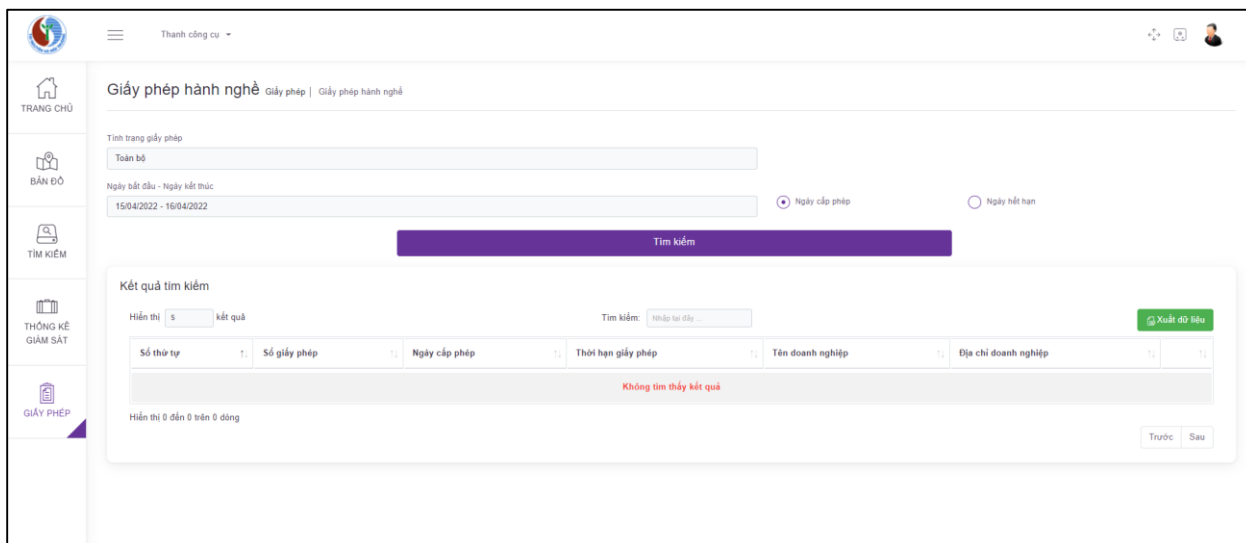 Thanh công cụ
TRANG CHỦ
BẢN ĐỒ
TÌM KIẾM
THỐNG KÊ
GIÁM SÁT
GIẤY PHÉP
Giấy phép hành nghề Giấy phép | Giấy phép hành nghề
Tình trạng giấy phép
Toàn bộ
Ngày bắt đầu - Ngày kết thúc
15/04/2022 - 16/04/2022
Ngày cấp phép
Ngày hết hạn
Tìm kiếm
Kết quả tìm kiếm
Hiển thị 5 kết quả
Tìm kiếm: Nhập tại đây ...
Xuất dữ liệu
Số thứ tự Số giấy phép Ngày cấp phép Thời hạn giấy phép Tên doanh nghiệp Địa chỉ doanh nghiệp
Không tìm thấy kết quả
Hiển thị 0 đến 0 trên 0 dòng
Trước Sau